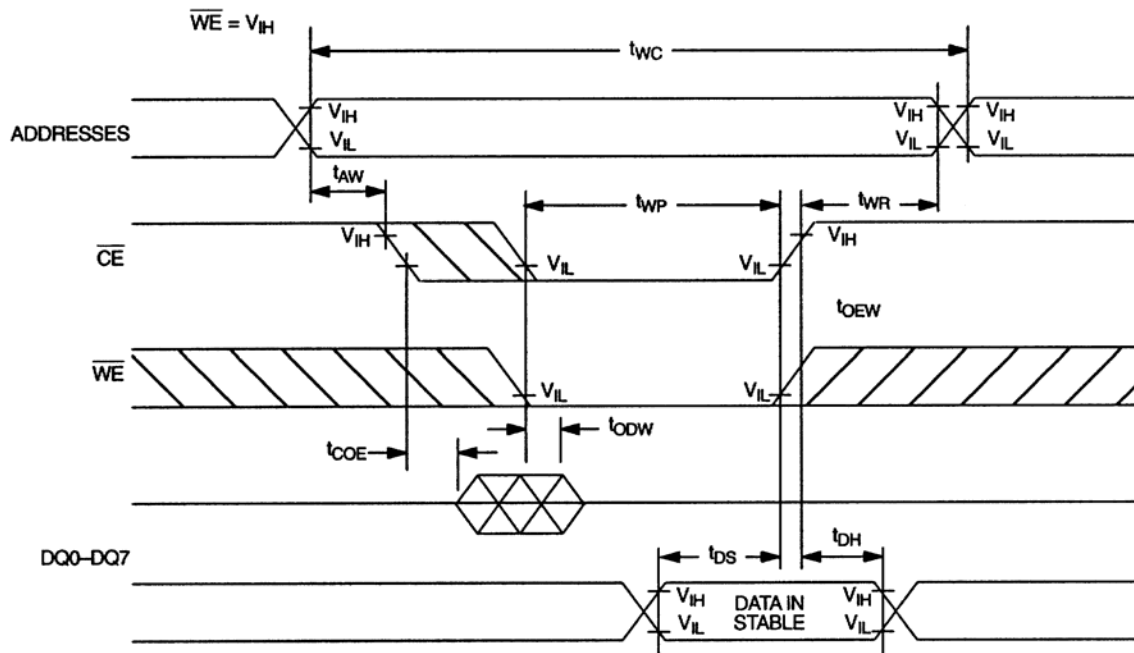 WE = VIH
tWC
ADDRESSES
VIH
VIL
VIH
VIL
VIH
VIL
tAW
tWP
tWR
CE
VIH
VIL
VIL
VIH
tOEW
WE
VIL
VIL
tCOE
tODW
DQ0–DQ7
tDS
tDH
VIH
VIL
DATA IN
STABLE
VIH
VIL